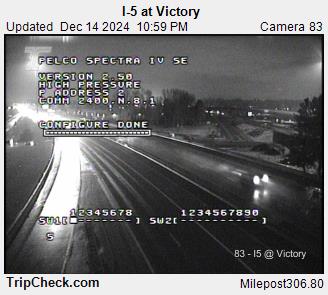 I-5 at Victory
Updated Dec 14 2024 10:59 PM Camera 83
PELCO SPECTRA IV SE
VERSION 2.50
HIGH PRESSURE
P ADDRESS 2
COMM 2400,N,8,1
CONFIGURE DONE
12345678 1234567890
SW1[ ] SW2[ ]
5
83 - I5 @ Victory
TripCheck.com Milepost306.80